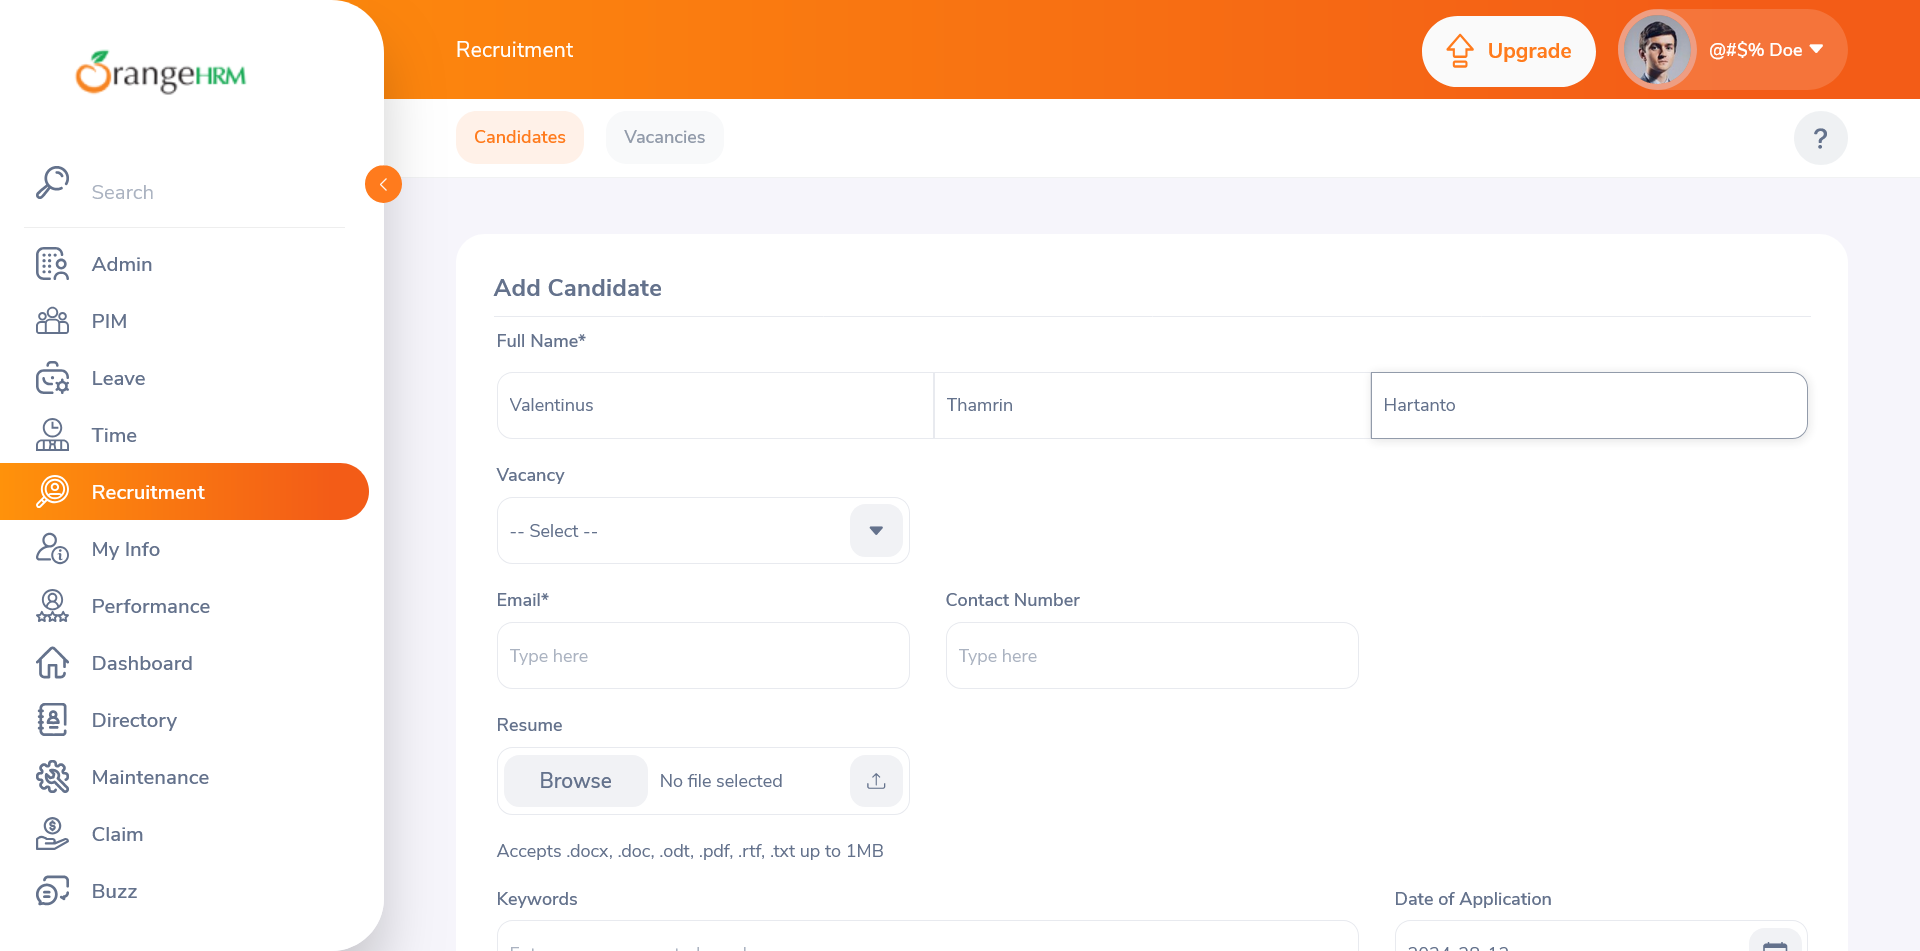 OrangeHRM
Recruitment
Upgrade
@#$% Doe
Candidates
Vacancies
?
Search
Admin
PIM
Leave
Time
Recruitment
My Info
Performance
Dashboard
Directory
Maintenance
Claim
Buzz
Add Candidate
Full Name*
Valentinus
Thamrin
Hartanto
Vacancy
-- Select --
Email*
Contact Number
Type here
Type here
Resume
Browse
No file selected
Accepts .docx, .doc, .odt, .pdf, .rtf, .txt up to 1MB
Keywords
Date of Application